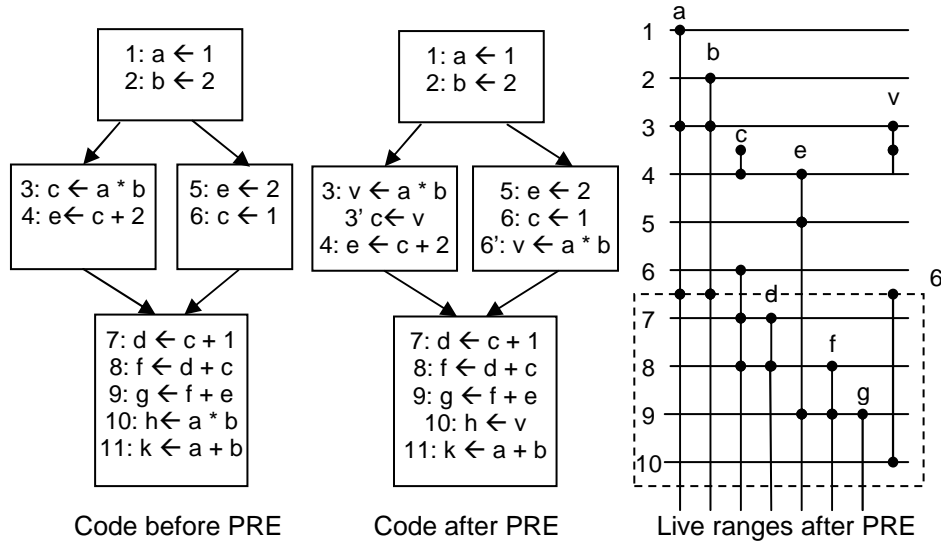 1: a ← 1
2: b ← 2
3: c ← a * b
4: e← c + 2
5: e ← 2
6: c ← 1
7: d ← c + 1
8: f ← d + c
9: g ← f + e
10: h← a * b
11: k ← a + b
Code before PRE
1: a ← 1
2: b ← 2
3: v ← a * b
3' c← v
4: e ← c + 2
5: e ← 2
6: c ← 1
6': v ← a * b
7: d ← c + 1
8: f ← d + c
9: g ← f + e
10: h ← v
11: k ← a + b
Code after PRE
a
1
b
2
v
3
c
e
4
5
6
6
d
7
f
8
g
9
10
Live ranges after PRE